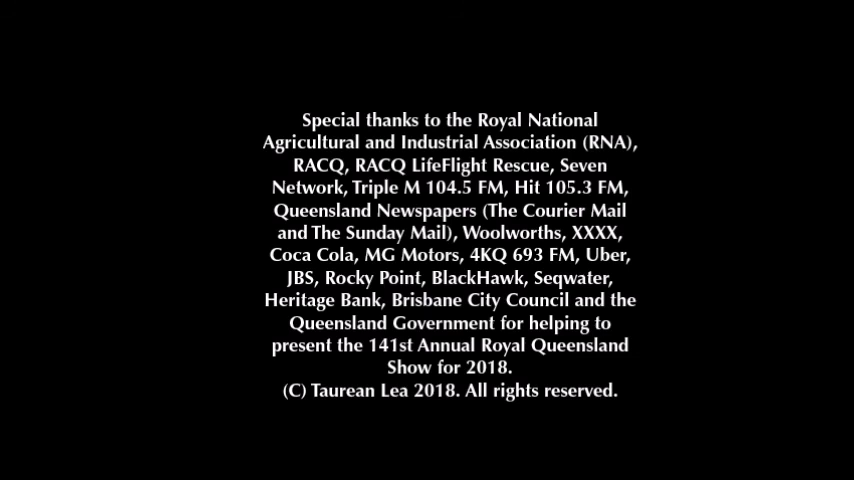 Special thanks to the Royal National
Agricultural and Industrial Association (RNA),
RACQ, RACQ LifeFlight Rescue, Seven
Network, Triple M 104.5 FM, Hit 105.3 FM,
Queensland Newspapers (The Courier Mail
and The Sunday Mail), Woolworths, XXXX,
Coca Cola, MG Motors, 4KQ 693 FM, Uber,
JBS, Rocky Point, BlackHawk, Seqwater,
Heritage Bank, Brisbane City Council and the
Queensland Government for helping to
present the 141st Annual Royal Queensland
Show for 2018.
(C) Taurean Lea 2018. All rights reserved.